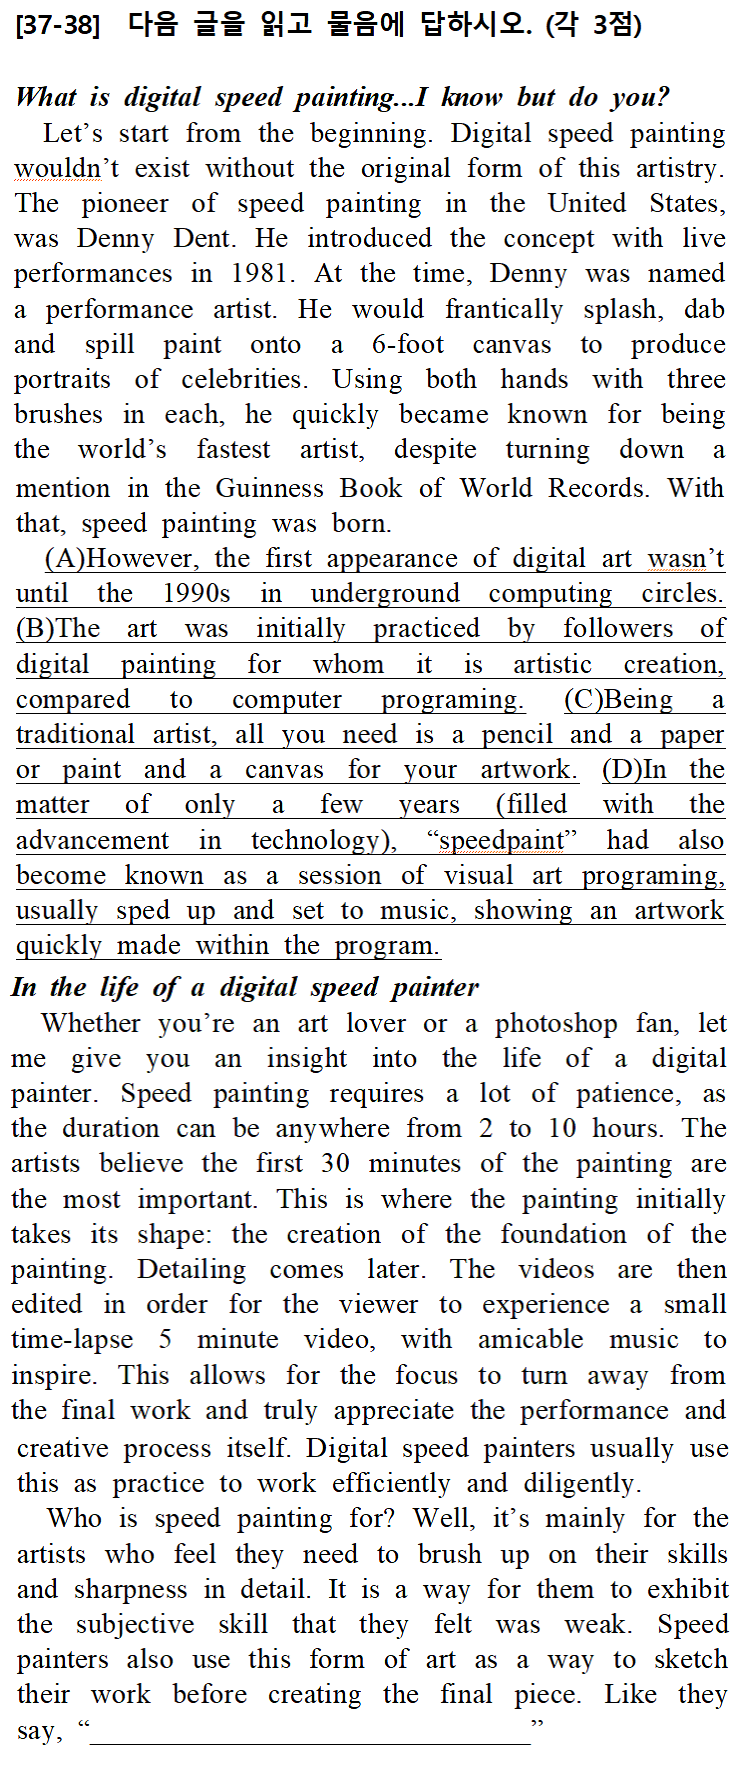 [37-38] 다음 글을 읽고 물음에 답하시오. (각 3점)
What is digital speed painting...I know but do you?
Let's start from the beginning. Digital speed painting
wouldn't exist without the original form of this artistry.
The pioneer of speed painting in the United States,
was Denny Dent. He introduced the concept with live
performances in 1981. At the time, Denny was named
a performance artist. He would frantically splash, dab
and spill paint onto a 6-foot canvas to produce
portraits of celebrities. Using both hands with three
brushes in each, he quickly became known for being
the world's fastest artist, despite turning down a
mention in the Guinness Book of World Records. With
that, speed painting was born.
(A)However, the first appearance of digital art wasn't
until the 1990s in underground computing circles.
(B)The art was initially practiced by followers of
digital painting for whom it is artistic creation,
compared to computer programing. (C)Being a
traditional artist, all you need is a pencil and a paper
or paint and a canvas for your artwork. (D)In the
matter of only a few years (filled with the
advancement in technology), “speedpaint” had also
become known as a session of visual art programing,
usually sped up and set to music, showing an artwork
quickly made within the program.
In the life of a digital speed painter
Whether you're an art lover or a photoshop fan, let
me give you an insight into the life of a digital
painter. Speed painting requires a lot of patience, as
the duration can be anywhere from 2 to 10 hours. The
artists believe the first 30 minutes of the painting are
the most important. This is where the painting initially
takes its shape: the creation of the foundation of the
painting. Detailing comes later. The videos are then
edited in order for the viewer to experience a small
time-lapse 5 minute video, with amicable music to
inspire. This allows for the focus to turn away from
the final work and truly appreciate the performance and
creative process itself. Digital speed painters usually use
this as practice to work efficiently and diligently.
Who is speed painting for? Well, it's mainly for the
artists who feel they need to brush up on their skills
and sharpness in detail. It is a way for them to exhibit
the subjective skill that they felt was weak. Speed
painters also use this form of art as a way to sketch
their work before creating the final piece. Like they
say, “________________________________”